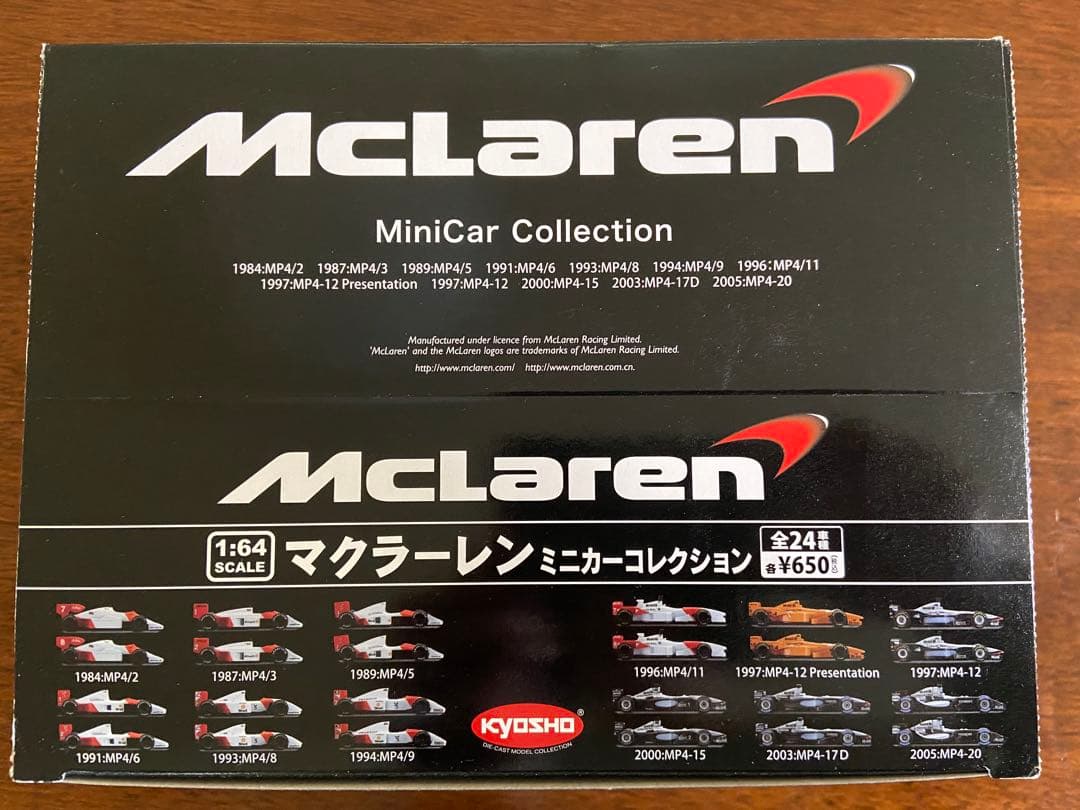 McLaren
MiniCar Collection
1984:MP4/2 1987:MP4/3 1989:MP4/5 1991:MP4/6 1993:MP4/8 1994:MP4/9 1996:MP4/11
1997:MP4-12 Presentation 1997:MP4-12 2000:MP4-15 2003:MP4-17D 2005:MP4-20
Manufactured under licence from McLaren Racing Limited.
'McLaren' and the McLaren logos are trademarks of McLaren Racing Limited.
http://www.mclaren.com/ http://www.mclaren.com.cn.
McLaren
1:64
SCALE
マクラーレン ミニカーコレクション
全24車種
各¥650(税込)
1984:MP4/2 1987:MP4/3 1989:MP4/5 1996:MP4/11 1997:MP4-12 Presentation 1997:MP4-12
KYOSHO®
DIE-CAST MODEL COLLECTION
1991:MP4/6 1993:MP4/8 1994:MP4/9 2000:MP4-15 2003:MP4-17D 2005:MP4-20